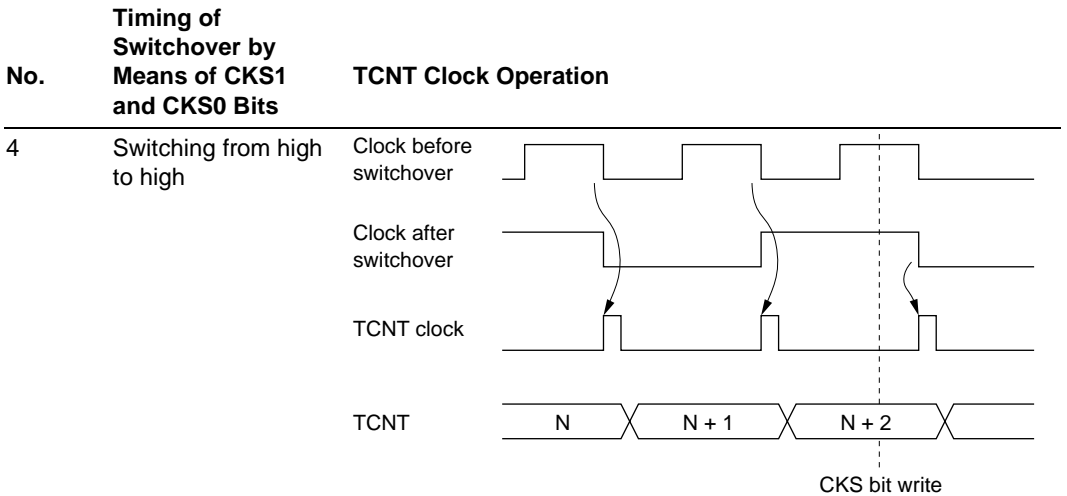 No.
Timing of
Switchover by
Means of CKS1
and CKS0 Bits
TCNT Clock Operation
4
Switching from high
to high
Clock before
switchover
Clock after
switchover
TCNT clock
TCNT
N
N + 1
N + 2
CKS bit write